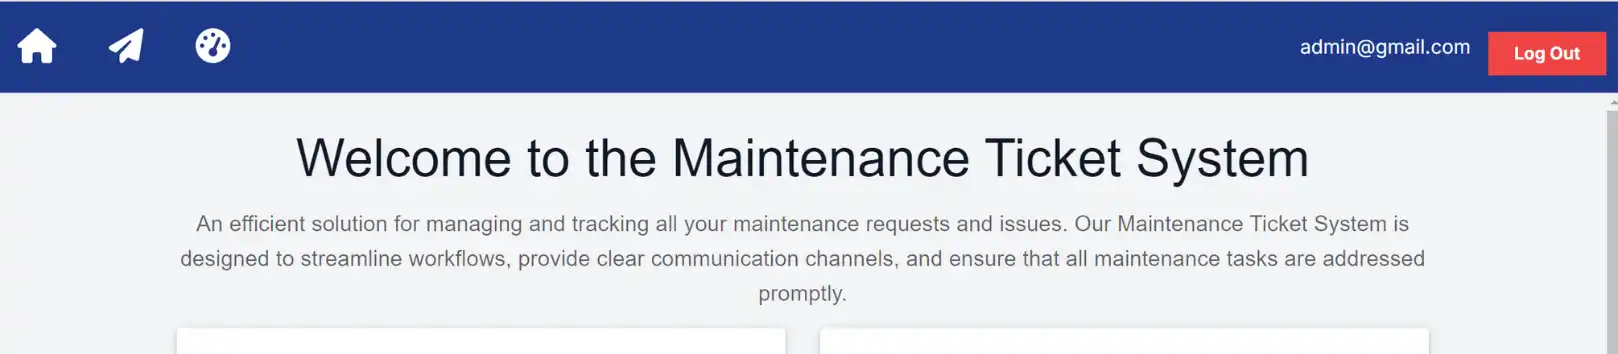 admin@gmail.com
Log Out
Welcome to the Maintenance Ticket System
An efficient solution for managing and tracking all your maintenance requests and issues. Our Maintenance Ticket System is
designed to streamline workflows, provide clear communication channels, and ensure that all maintenance tasks are addressed
promptly.